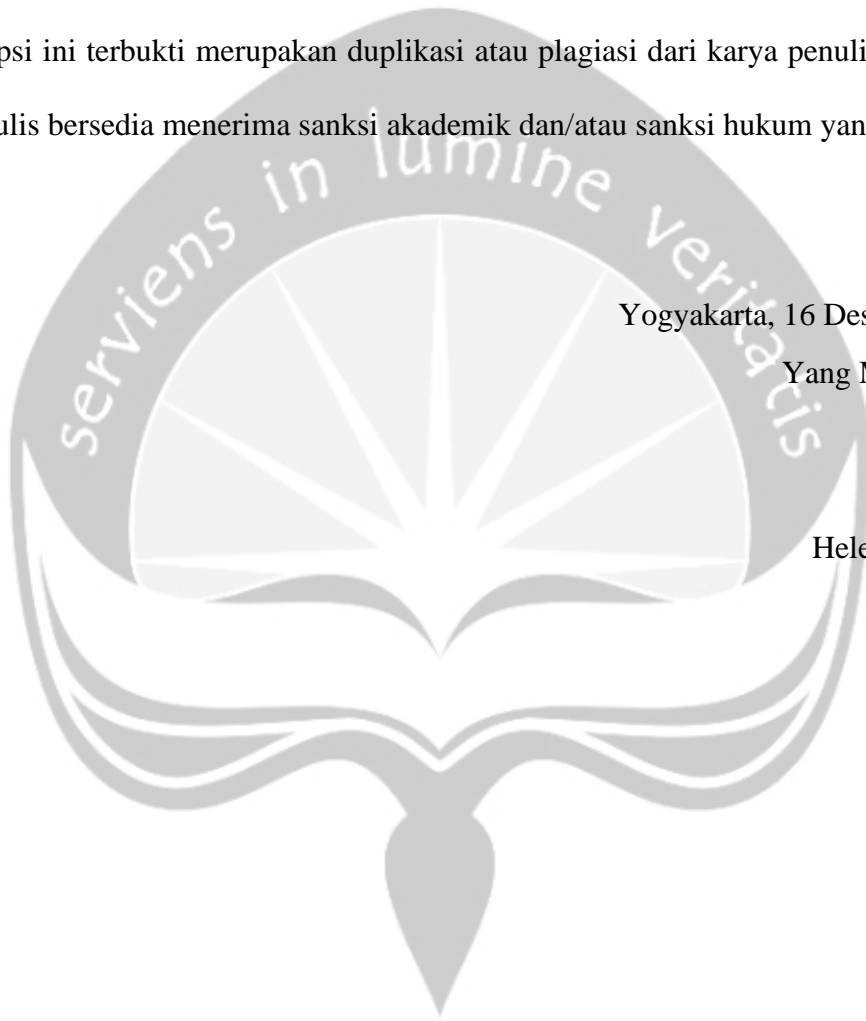 psi ini terbukti merupakan duplikasi atau plagiasi dari karya penuli
ulis bersedia menerima sanksi akademik dan/atau sanksi hukum yan
serviens in lumine veritatis
Yogyakarta, 16 Des
Yang M
Hele